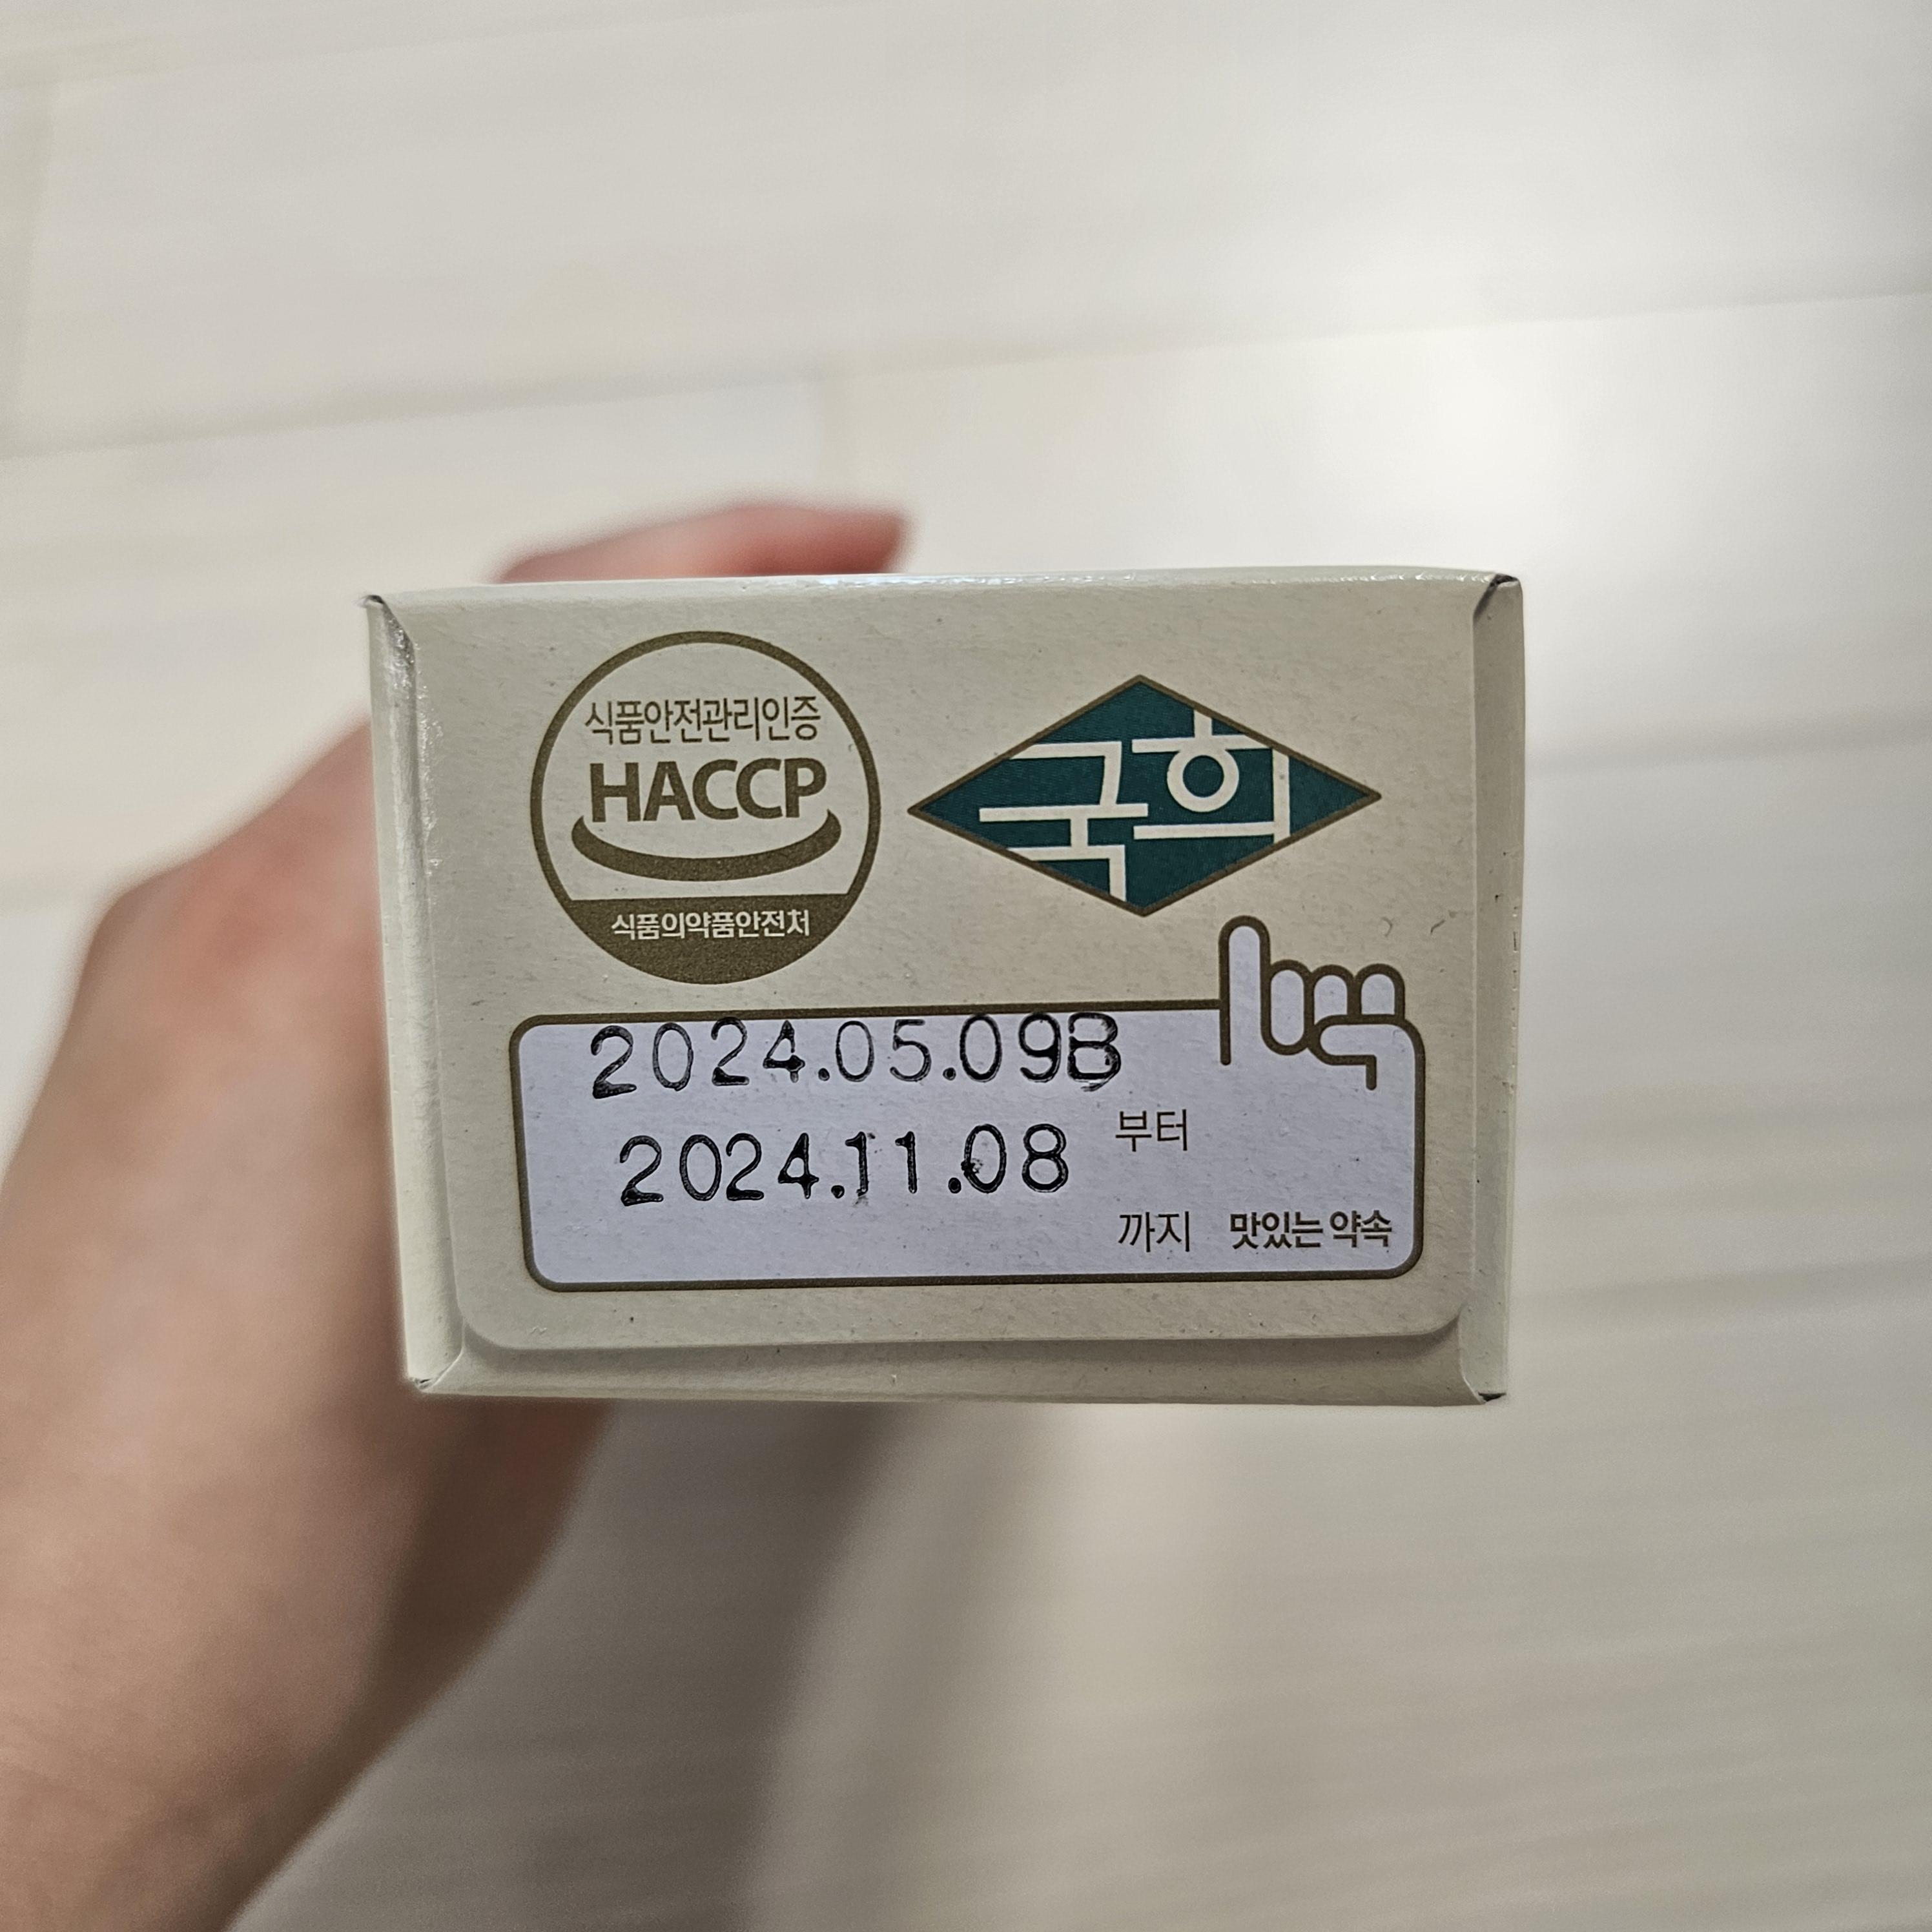 식품안전관리인증
HACCP
식품의약품안전처
국희
2024.05.09B
부터
2024.11.08
까지 맛있는 약속